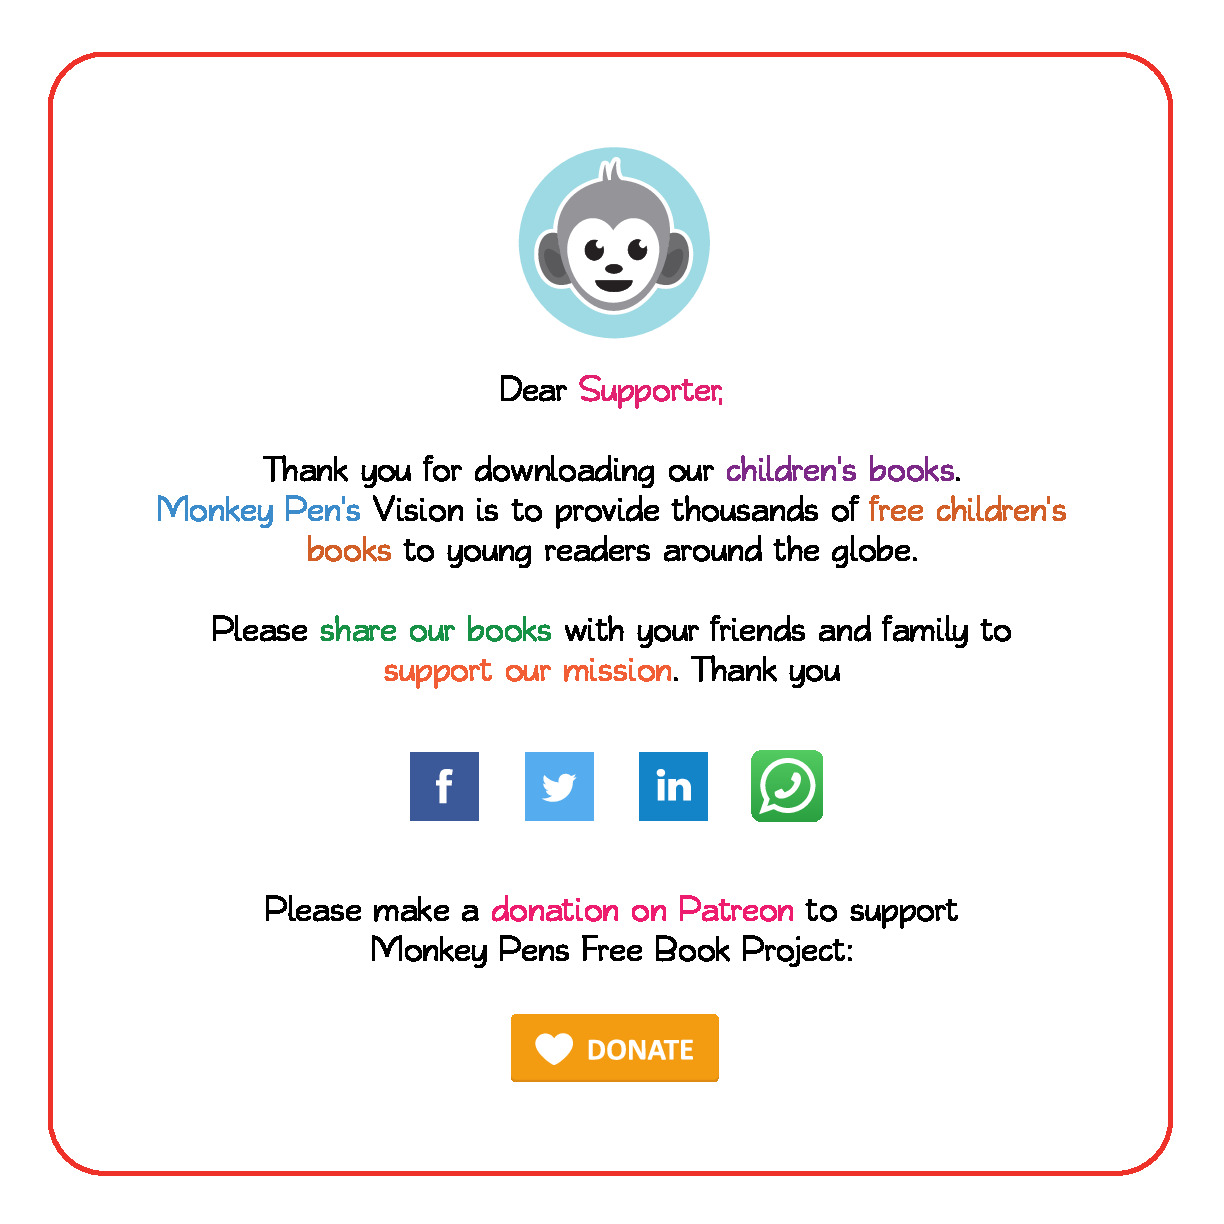 Dear Supporter,
Thank you for downloading our children's books.
Monkey Pen's Vision is to provide thousands of free children's
books to young readers around the globe.
Please share our books with your friends and family to
support our mission. Thank you
f in
Please make a donation on Patreon to support
Monkey Pens Free Book Project:
DONATE